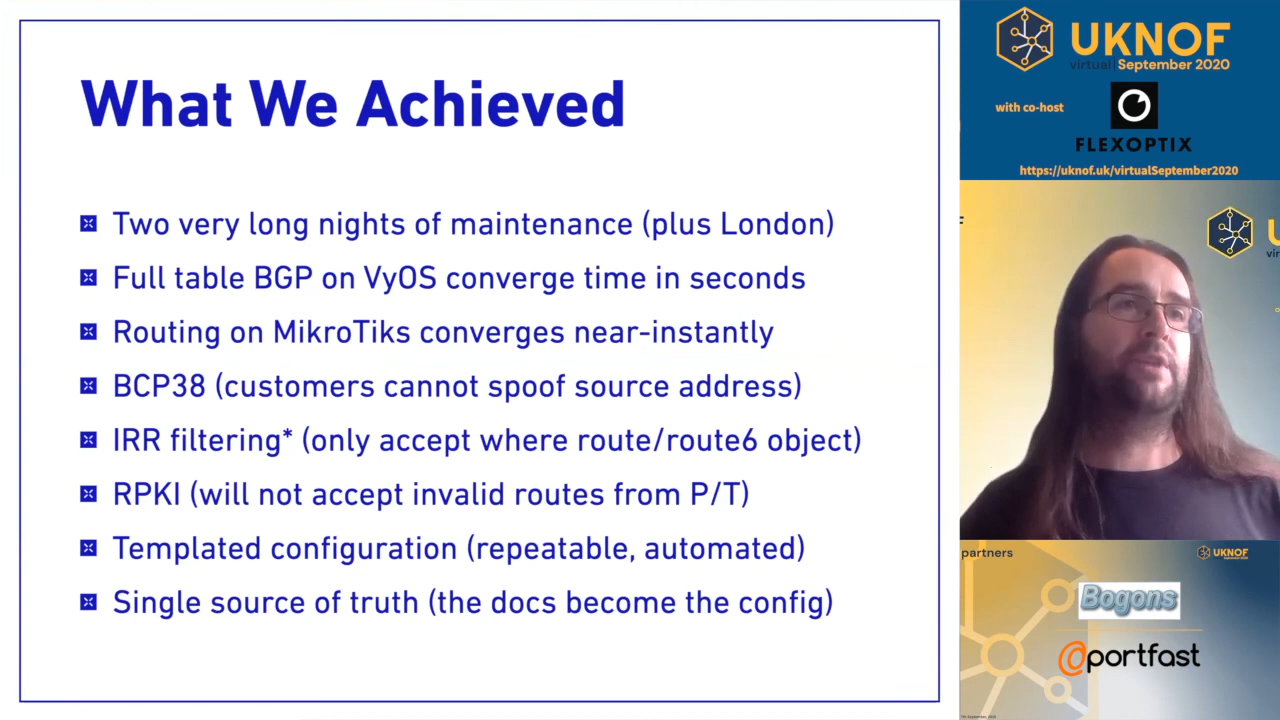 What We Achieved
Two very long nights of maintenance (plus London)
Full table BGP on VyOS converge time in seconds
Routing on MikroTiks converges near-instantly
BCP38 (customers cannot spoof source address)
IRR filtering* (only accept where route/route6 object)
RPKI (will not accept invalid routes from P/T)
Templated configuration (repeatable, automated)
Single source of truth (the docs become the config)
UKNOF
virtual September 2020
with co-host
FLEXOPTIX
https://uknof.uk/virtualSeptember2020
partners
UKNOF
Bogons
@portfast